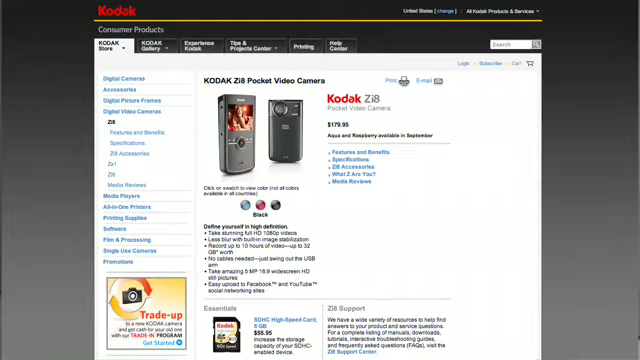 Kodak
United States [ change ]
All Kodak Products & Services
Consumer Products
KODAK Store
KODAK Gallery
Experience Kodak
Tips & Projects Center
Printing
Help Center
Search
Login
Subscribe
Cart
Digital Cameras
Accessories
Digital Picture Frames
Digital Video Cameras
Zi8
Features and Benefits
Specifications
Zi8 Accessories
Zx1
Zi6
Media Reviews
Media Players
All-in-One Printers
Printing Supplies
Software
Film & Processing
Single Use Cameras
Promotions
Trade-up
to a new KODAK camera
and get cash for your old
one with our
TRADE-IN PROGRAM
Get Started
KODAK Zi8 Pocket Video Camera
Print
E-mail
Kodak Zi8
Pocket Video Camera
$179.95
Aqua and Raspberry available in September
Features and Benefits
Specifications
Zi8 Accessories
What Z Are You?
Media Reviews
Click on swatch to view color (not all colors
available in all countries)
Black
Define yourself in high definition.
• Take stunning full HD 1080p videos
• Less blur with built-in image stabilization
• Record up to 10 hours of video—up to 32
GB* worth
• No cables needed—just swing out the USB
arm
• Take amazing 5 MP 16:9 widescreen HD
still pictures
• Easy upload to Facebook™ and YouTube™
social networking sites
Essentials
SDHC High-Speed Card,
8 GB
$55.95
Increase the storage
capacity of your SDHC-
enabled device.
Zi8 Support
We have a wide variety of resources to help find
answers to your product and service questions.
For a complete listing of manuals, downloads,
tutorials, interactive troubleshooting guides,
and frequently asked questions (FAQs), visit the
Zi8 Support Center.